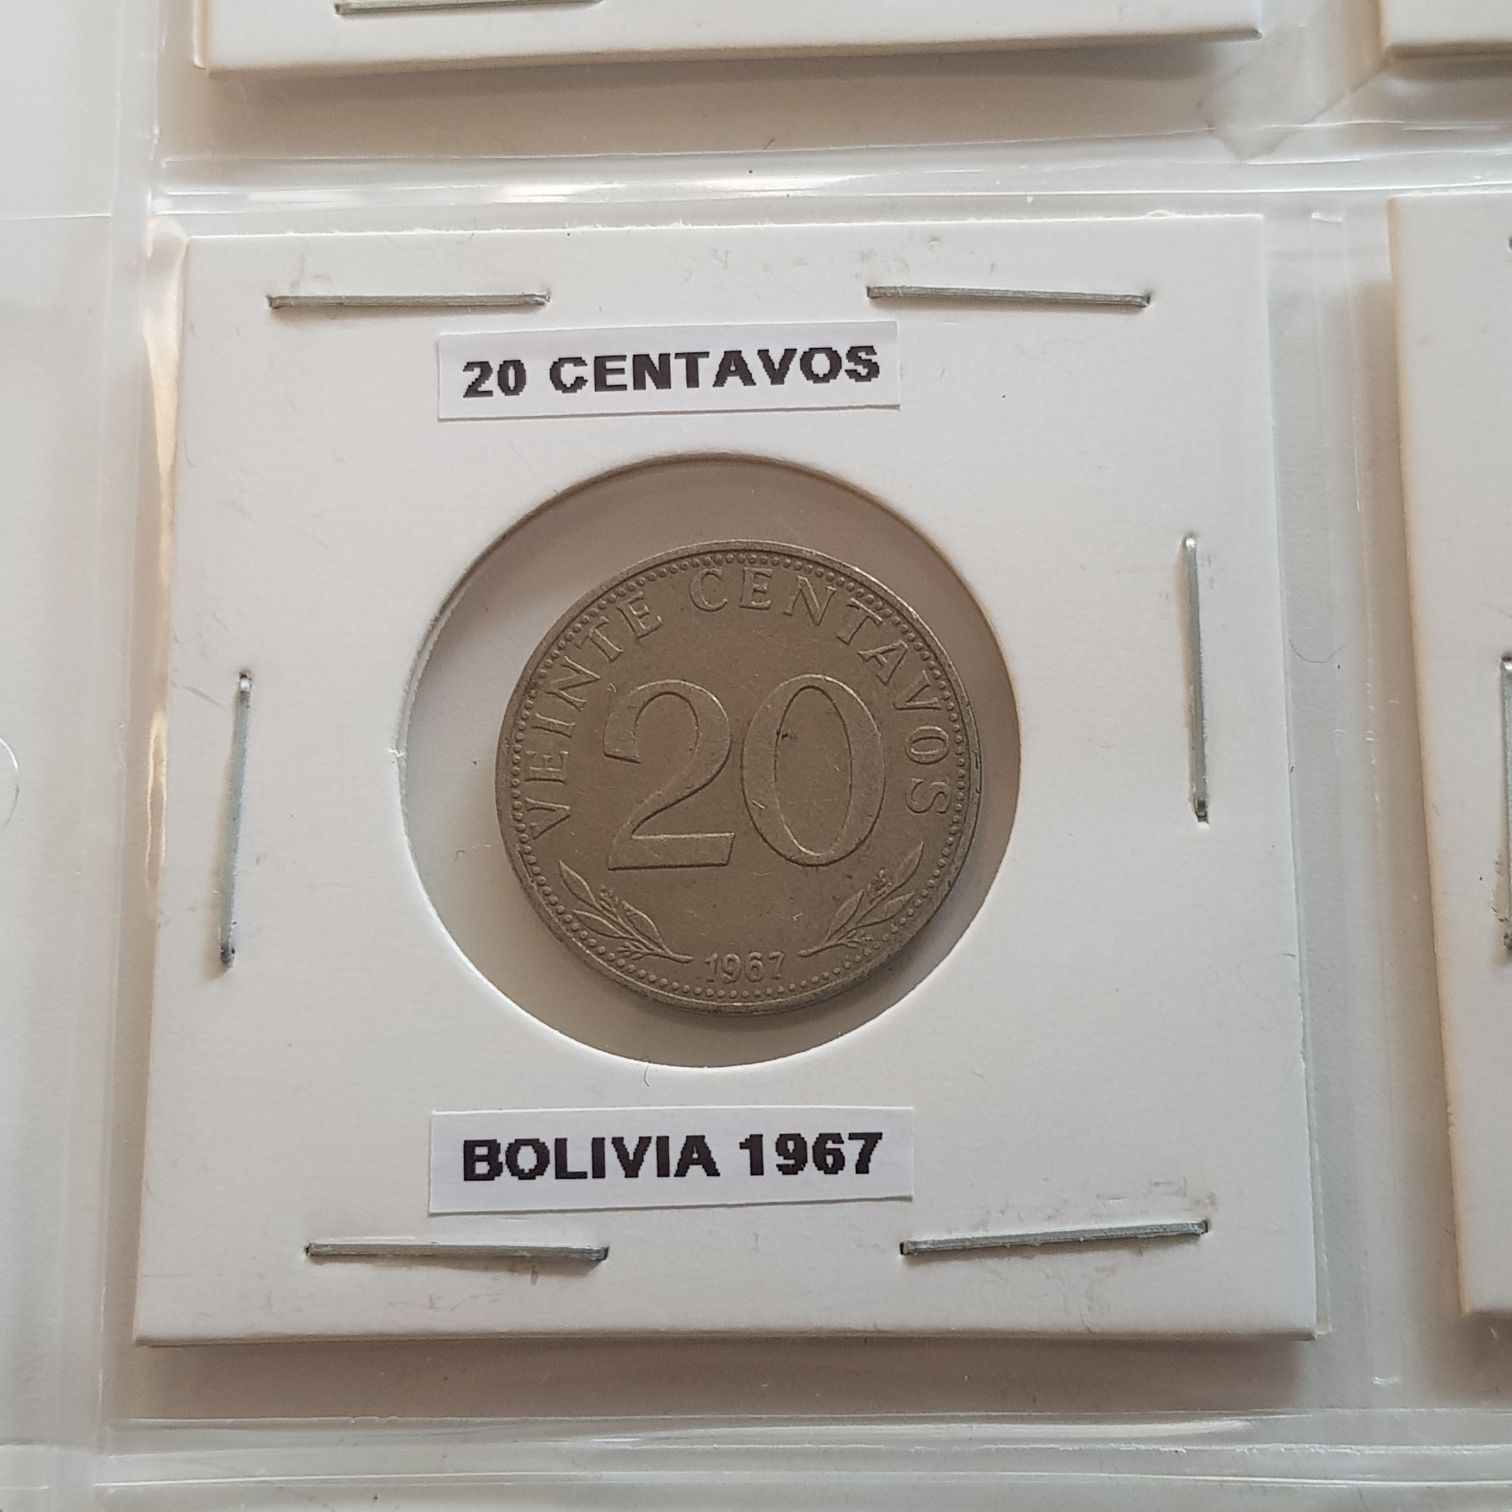 20 CENTAVOS
VEINTE CENTAVOS
20
1967
BOLIVIA 1967